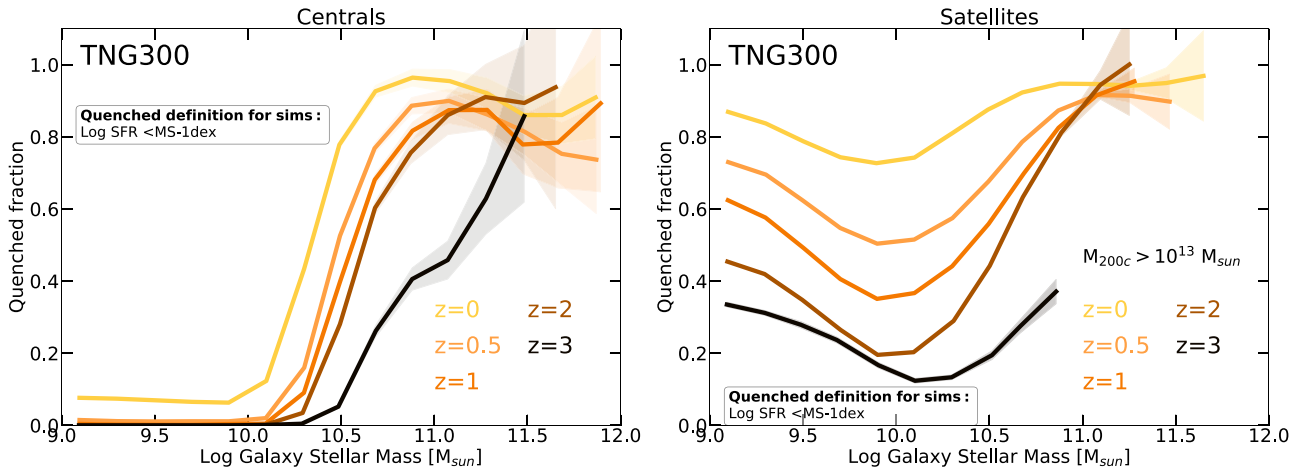 Centrals
TNG300
Quenched definition for sims:
Log SFR <MS-1dex
z=0
z=2
z=0.5
z=3
z=1
Quenched fraction
0.0
0.2
0.4
0.6
0.8
1.0
9.0
9.5
10.0
10.5
11.0
11.5
12.0
Log Galaxy Stellar Mass [M_sun]
Satellites
TNG300
M_200c > 10^13 M_sun
z=0
z=2
z=0.5
z=3
z=1
Quenched definition for sims:
Log SFR <MS-1dex
Quenched fraction
0.0
0.2
0.4
0.6
0.8
1.0
9.0
9.5
10.0
10.5
11.0
11.5
12.0
Log Galaxy Stellar Mass [M_sun]